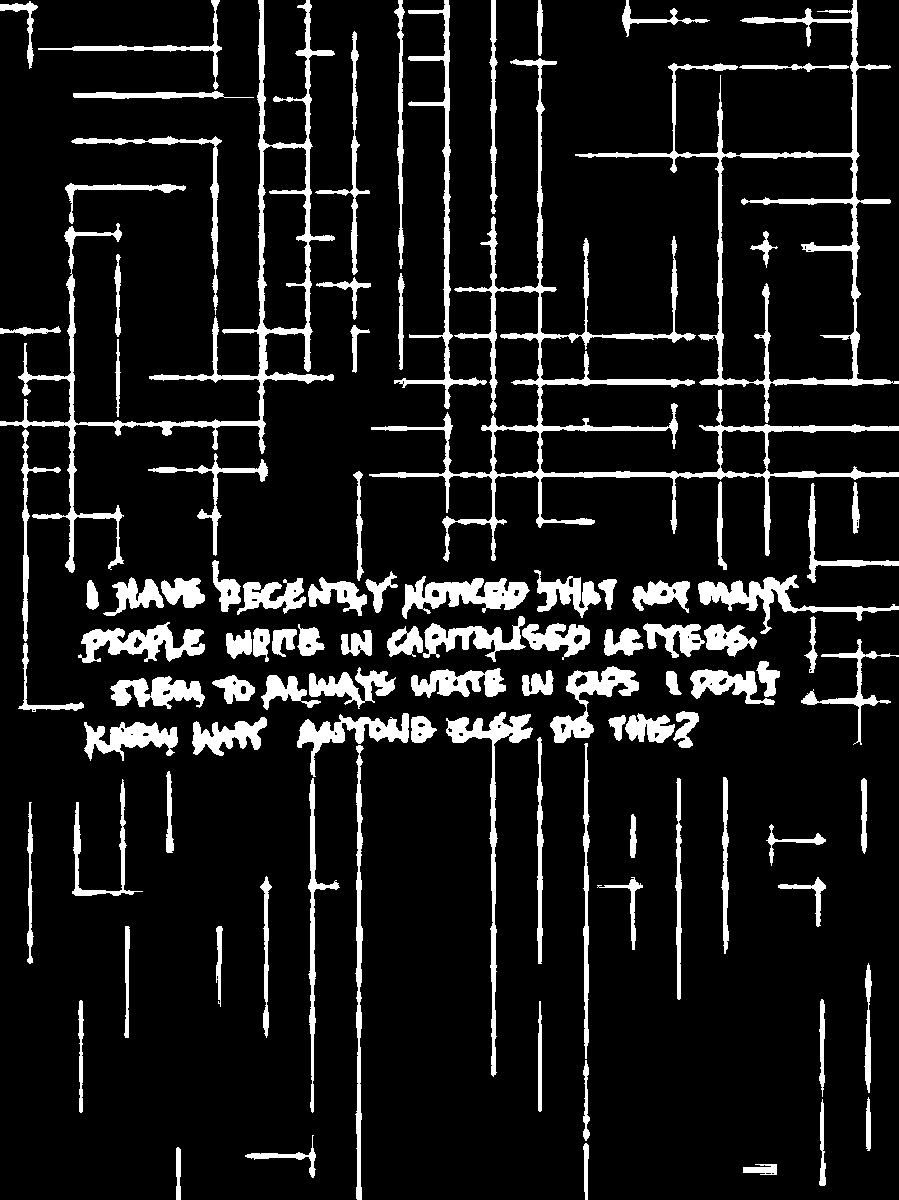 I HAVE RECENTLY NOTICED THAT NOT MANY
PEOPLE WRITE IN CAPITALISED LETTERS.
SEEM TO ALWAYS WRITE IN CAPS I DON'T
KNOW WHY ANYONE ELSE DO THIS?